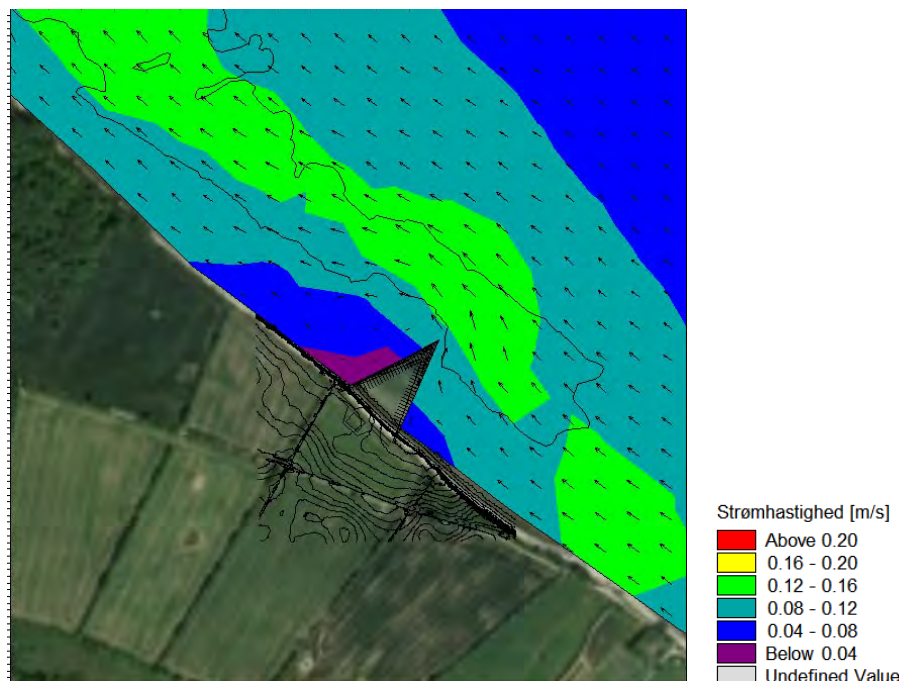 Strømhastighed [m/s]
Above 0.20
0.16 - 0.20
0.12 - 0.16
0.08 - 0.12
0.04 - 0.08
Below 0.04
Undefined Value